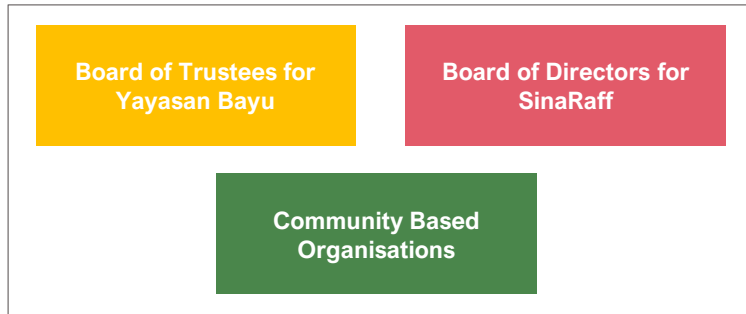 Board of Trustees for
Yayasan Bayu
Board of Directors for
SinaRaff
Community Based
Organisations